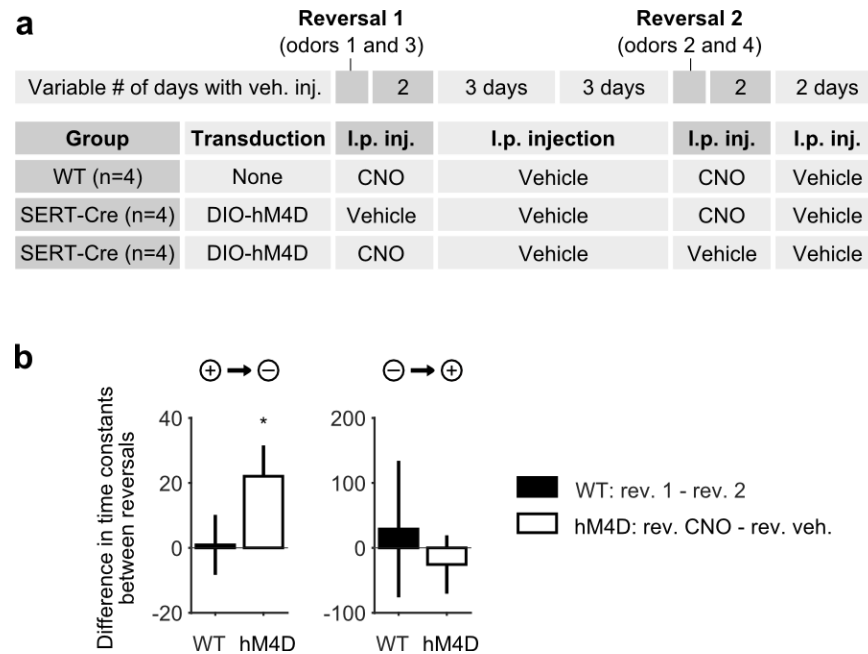 a
Reversal 1
(odors 1 and 3)
Reversal 2
(odors 2 and 4)
Variable # of days with veh. inj. 2 3 days 3 days 2 2 days
Group Transduction I.p. inj. I.p. injection I.p. inj. I.p. inj.
WT (n=4) None CNO Vehicle CNO Vehicle
SERT-Cre (n=4) DIO-hM4D Vehicle Vehicle CNO Vehicle
SERT-Cre (n=4) DIO-hM4D CNO Vehicle Vehicle Vehicle
b
+ → −
− → +
Difference in time constants
between reversals
40
20
0
-20
*
WT hM4D
200
100
0
-100
WT hM4D
WT: rev. 1 - rev. 2
hM4D: rev. CNO - rev. veh.